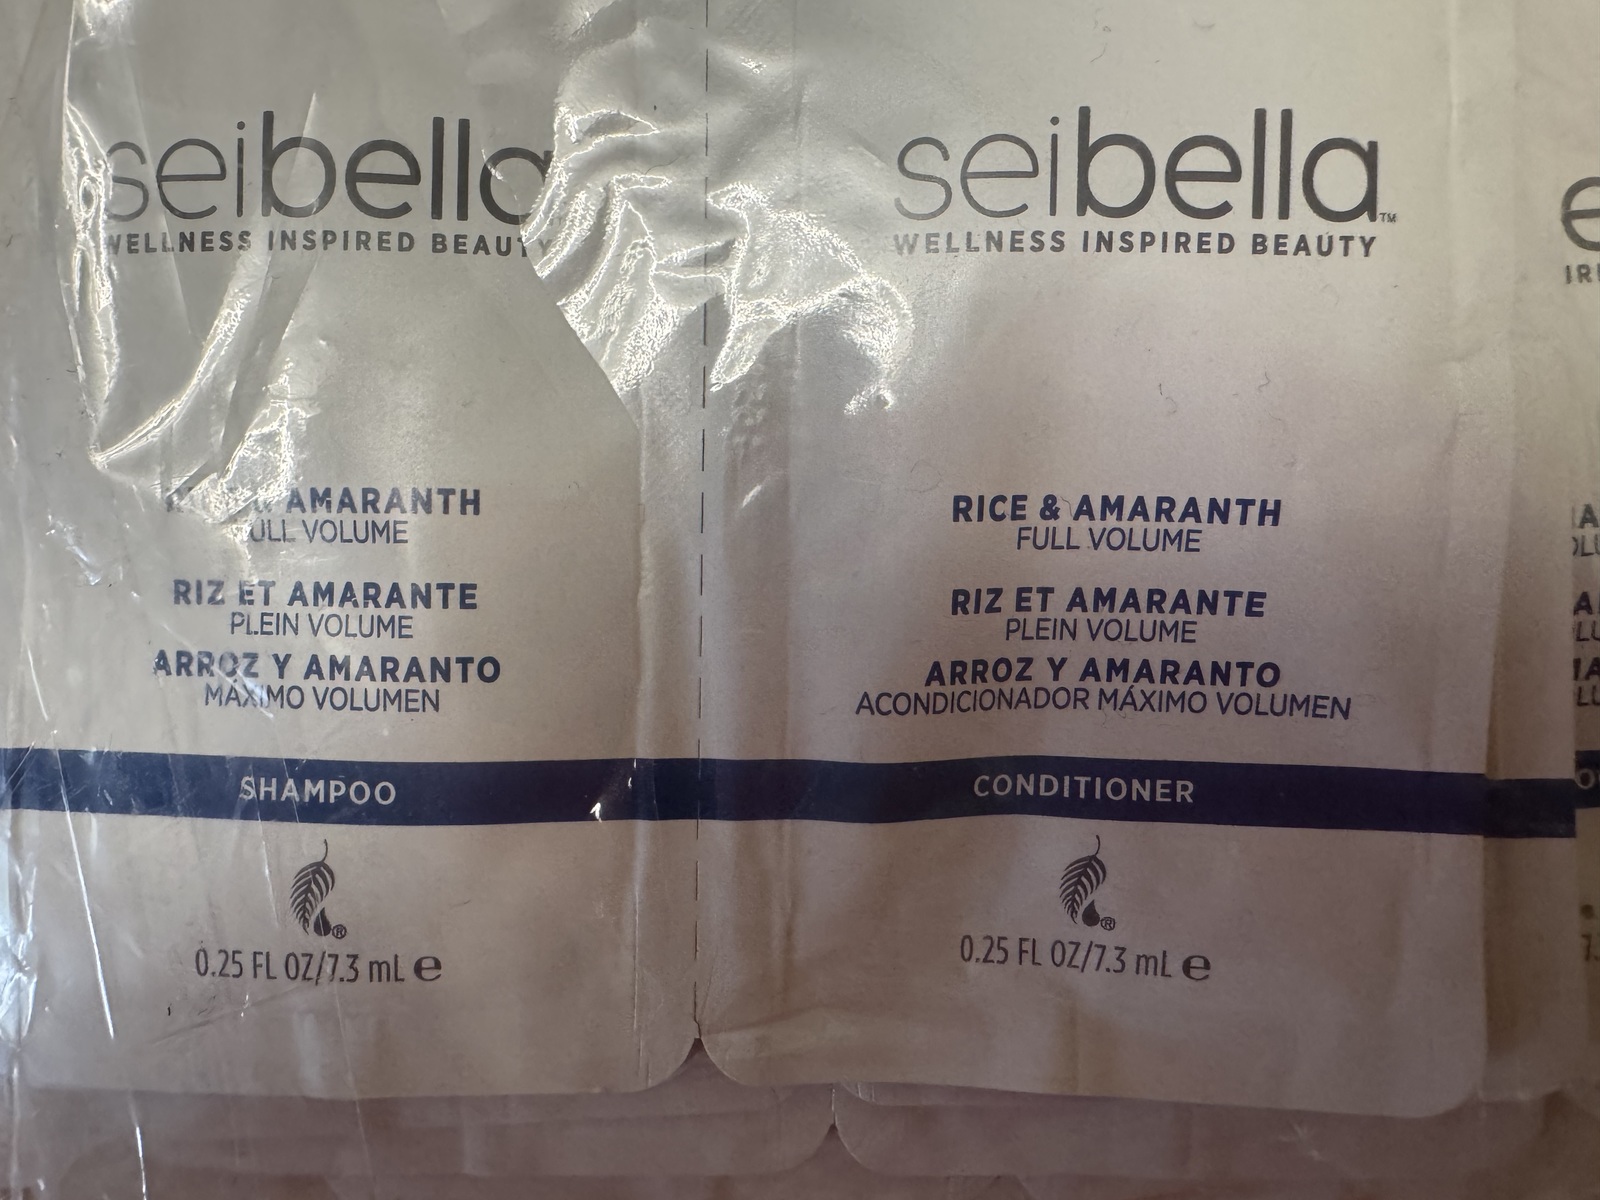 seibella
WELLNESS INSPIRED BEAUTY
AMARANTH
FULL VOLUME
RIZ ET AMARANTE
PLEIN VOLUME
ARROZ Y AMARANTO
MÁXIMO VOLUMEN
SHAMPOO
®
0.25 FL OZ/7.3 mL ℮
seibella™
WELLNESS INSPIRED BEAUTY
RICE & AMARANTH
FULL VOLUME
RIZ ET AMARANTE
PLEIN VOLUME
ARROZ Y AMARANTO
ACONDICIONADOR MÁXIMO VOLUMEN
CONDITIONER
®
0.25 FL OZ/7.3 mL ℮